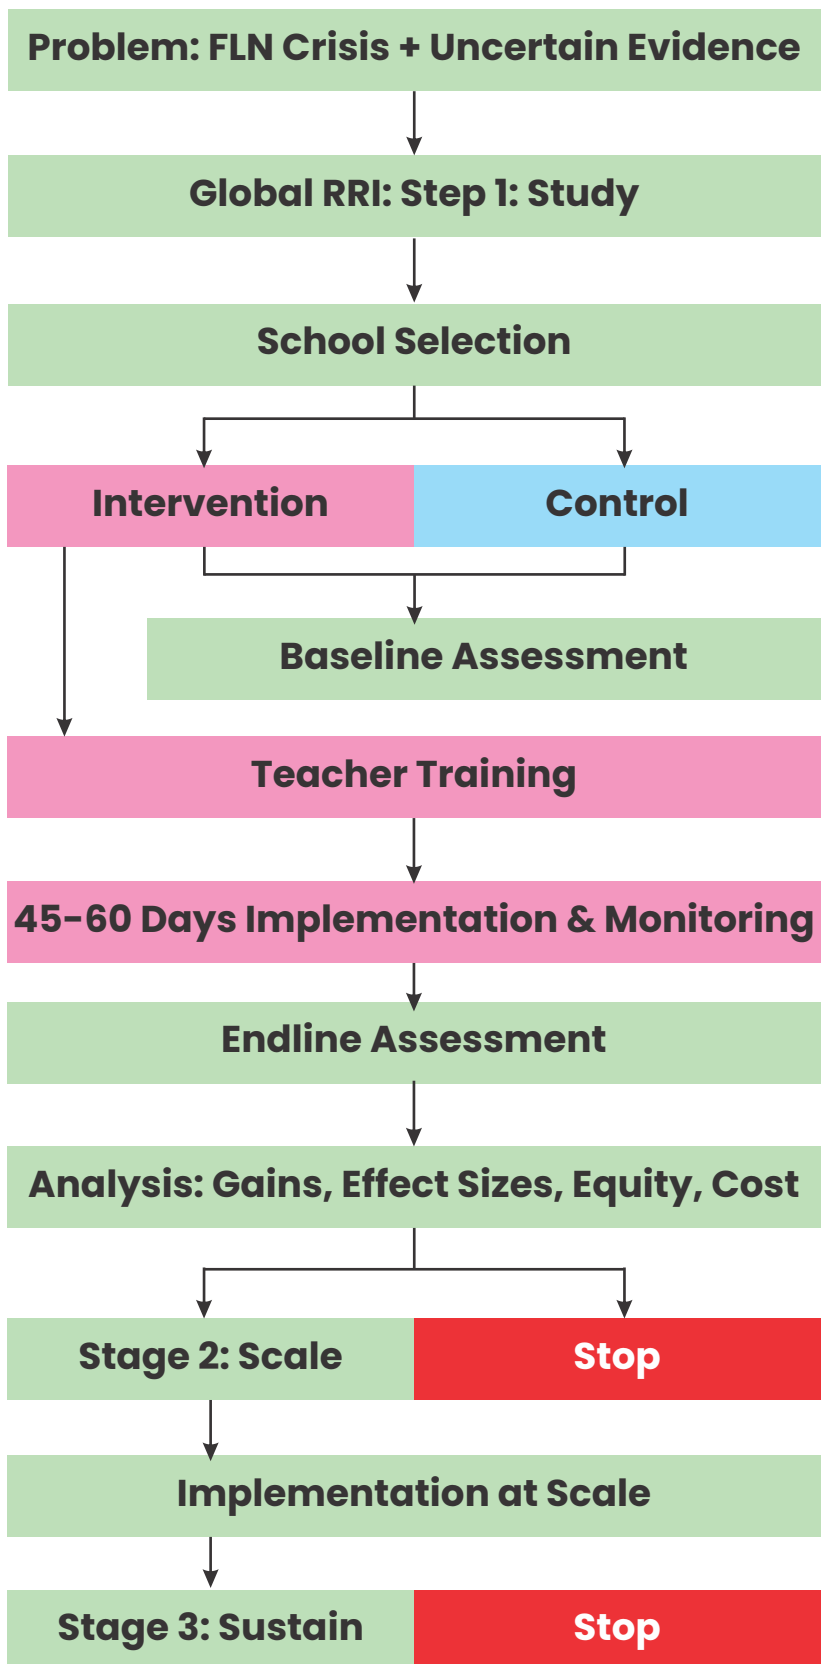 Problem: FLN Crisis + Uncertain Evidence
Global RRI: Step 1: Study
School Selection
Intervention
Control
Baseline Assessment
Teacher Training
45-60 Days Implementation & Monitoring
Endline Assessment
Analysis: Gains, Effect Sizes, Equity, Cost
Stage 2: Scale
Stop
Implementation at Scale
Stage 3: Sustain
Stop